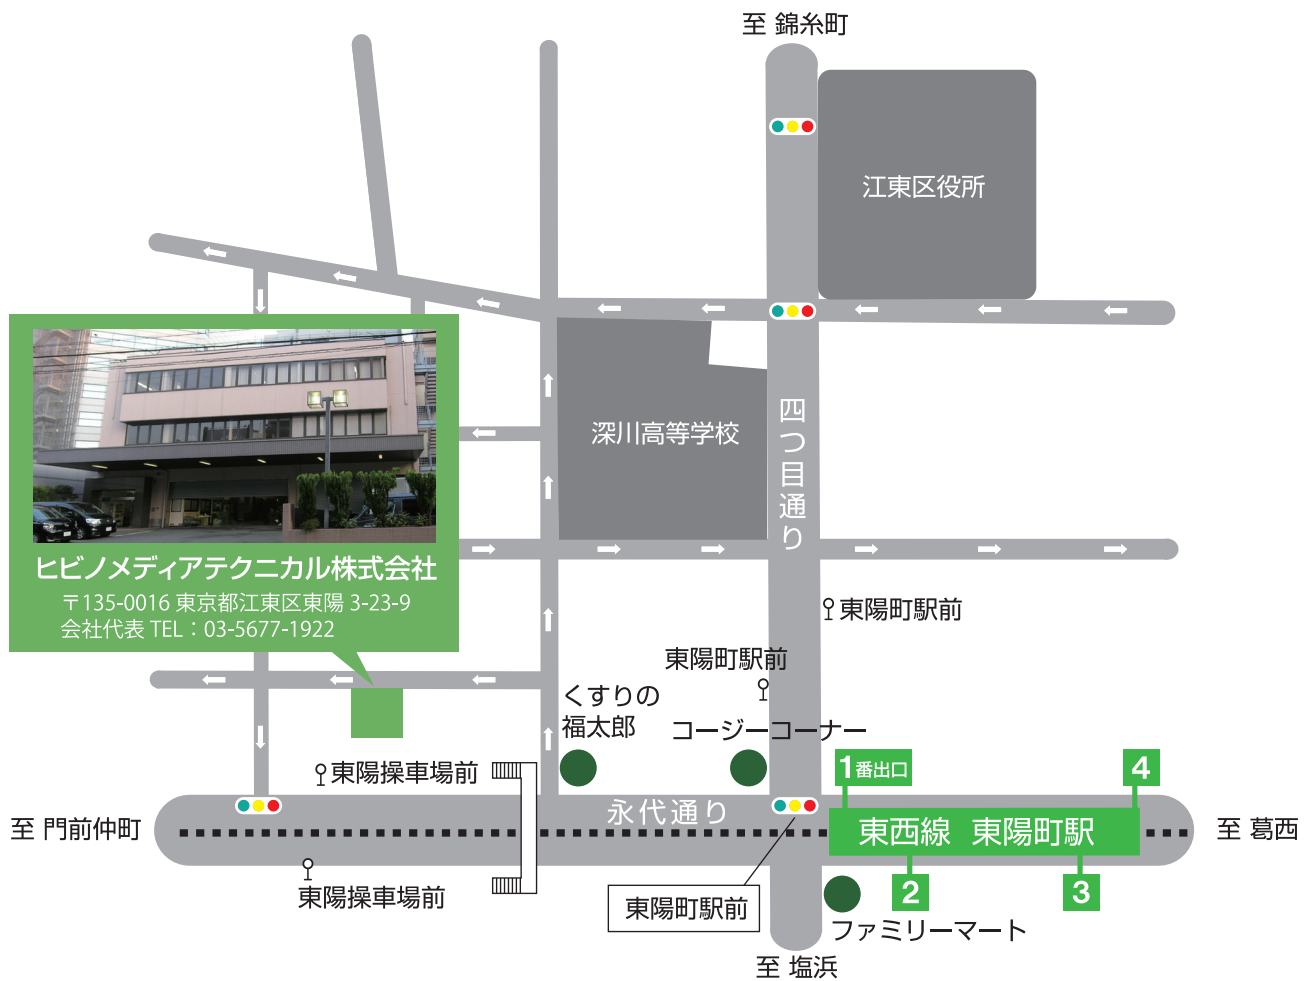 至 錦糸町
江東区役所
深川高等学校
四つ目通り
ヒビノメディアテクニカル株式会社
〒135-0016 東京都江東区東陽 3-23-9
会社代表 TEL：03-5677-1922
東陽町駅前
東陽町駅前
くすりの
福太郎
コージーコーナー
1番出口
4
東陽操車場前
永代通り
至 門前仲町
東西線 東陽町駅
至 葛西
東陽操車場前
東陽町駅前
2
3
ファミリーマート
至 塩浜